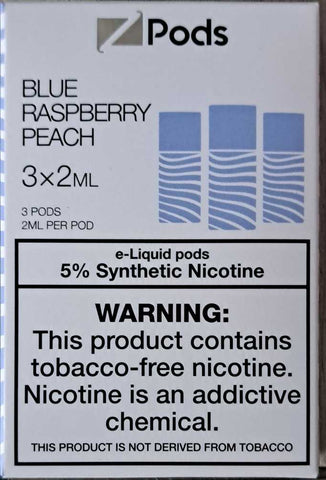 Z Pods
BLUE
RASPBERRY
PEACH
3×2ML
3 PODS
2ML PER POD
e-Liquid pods
5% Synthetic Nicotine
WARNING:
This product contains
tobacco-free nicotine.
Nicotine is an addictive
chemical.
THIS PRODUCT IS NOT DERIVED FROM TOBACCO